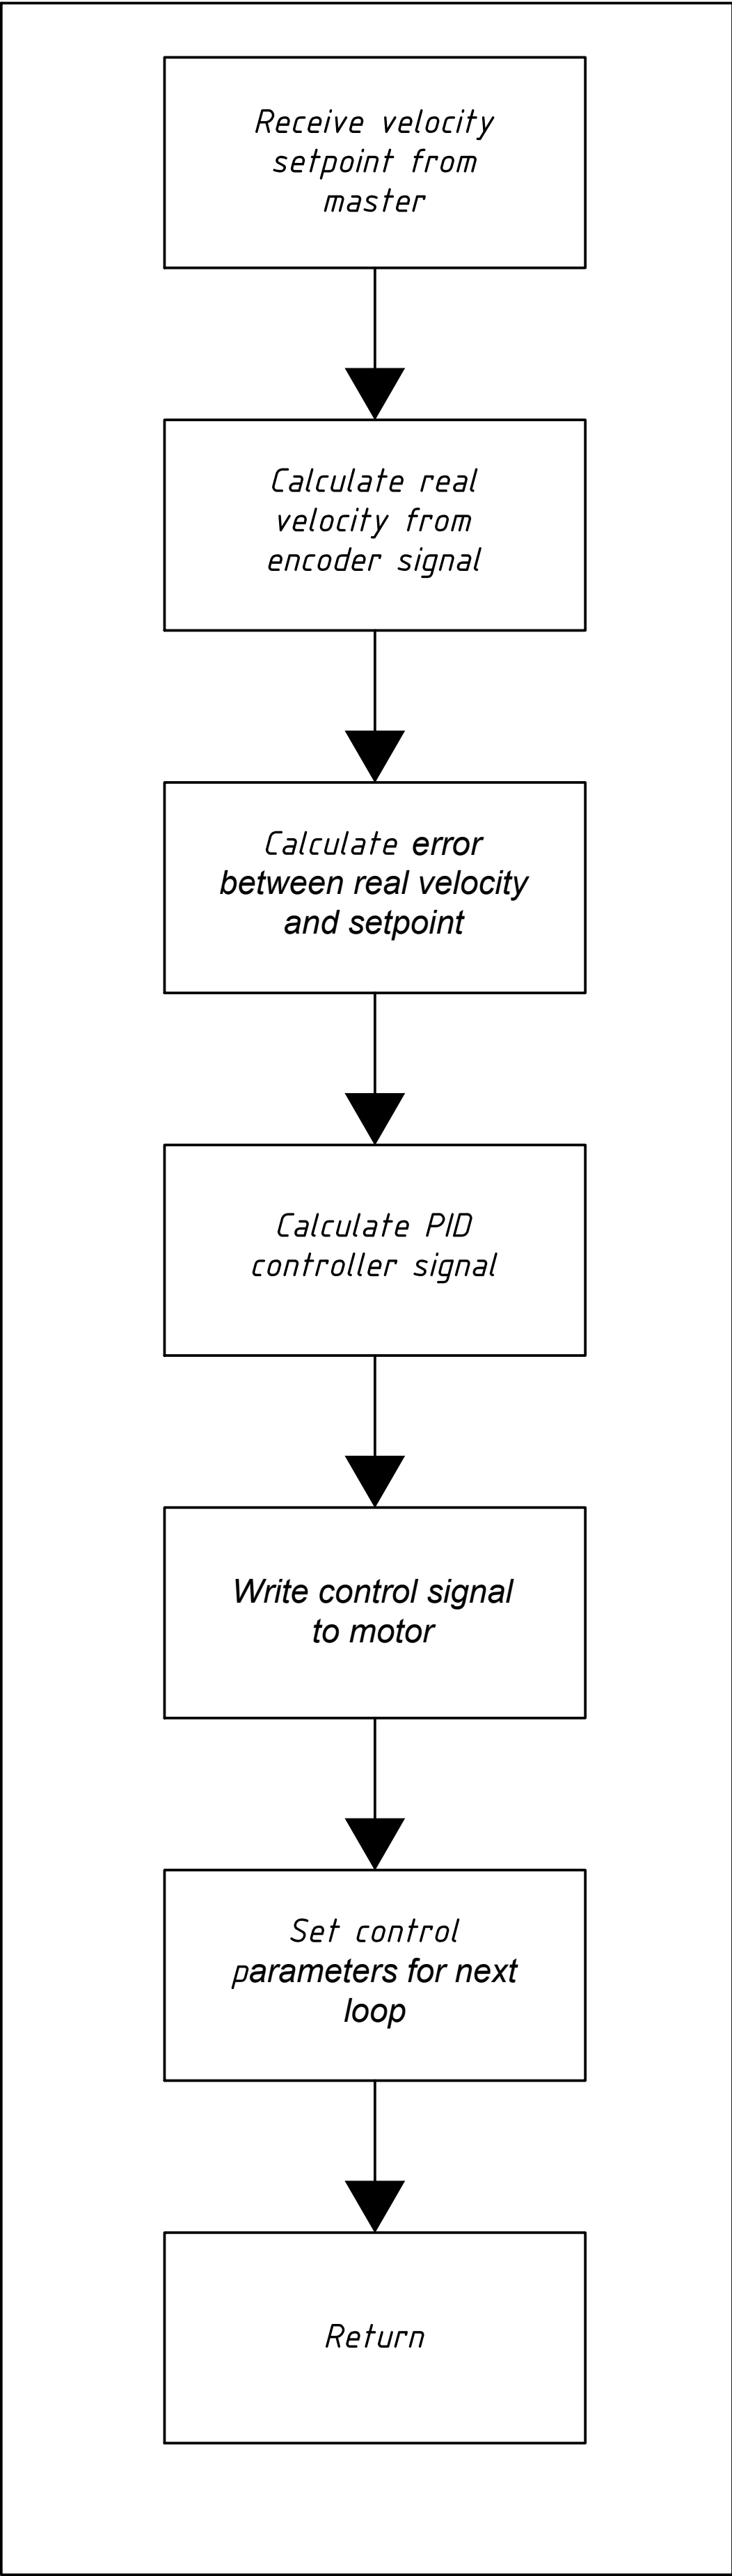 Receive velocity
setpoint from
master
Calculate real
velocity from
encoder signal
Calculate error
between real velocity
and setpoint
Calculate PID
controller signal
Write control signal
to motor
Set control
parameters for next
loop
Return